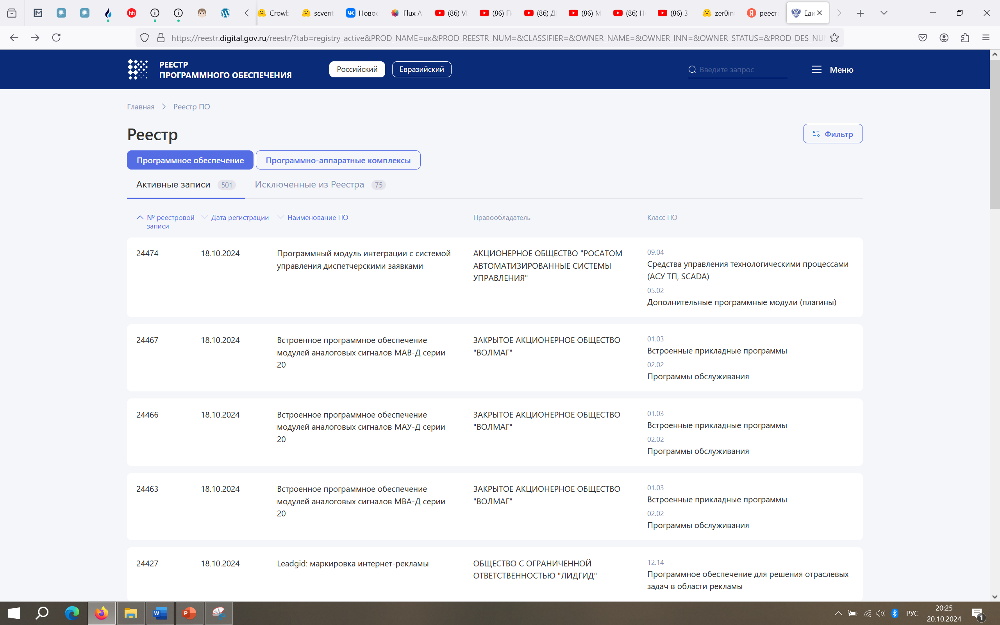 Crowb
scvent
Новос
Flux A
(86) V
(86) П
(86) Д
(86) М
(86) Н
(86) З
zer0in
реест
Еди
https://reestr.digital.gov.ru/reestr/?tab=registry_active&PROD_NAME=вк&PROD_REESTR_NUM=&CLASSIFIER=&OWNER_NAME=&OWNER_INN=&OWNER_STATUS=&PROD_DES_NU
РЕЕСТР
ПРОГРАММНОГО ОБЕСПЕЧЕНИЯ
Российский
Евразийский
Введите запрос
Меню
Главная
Реестр ПО
Реестр
Фильтр
Программное обеспечение
Программно-аппаратные комплексы
Активные записи 501
Исключенные из Реестра 75
№ реестровой
записи
Дата регистрации
Наименование ПО
Правообладатель
Класс ПО
24474
18.10.2024
Программный модуль интеграции с системой
управления диспетчерскими заявками
АКЦИОНЕРНОЕ ОБЩЕСТВО "РОСАТОМ
АВТОМАТИЗИРОВАННЫЕ СИСТЕМЫ
УПРАВЛЕНИЯ"
09.04
Средства управления технологическими процессами
(АСУ ТП, SCADA)
05.02
Дополнительные программные модули (плагины)
24467
18.10.2024
Встроенное программное обеспечение
модулей аналоговых сигналов МАВ-Д серии
20
ЗАКРЫТОЕ АКЦИОНЕРНОЕ ОБЩЕСТВО
"ВОЛМАГ"
01.03
Встроенные прикладные программы
02.02
Программы обслуживания
24466
18.10.2024
Встроенное программное обеспечение
модулей аналоговых сигналов МАУ-Д серии
20
ЗАКРЫТОЕ АКЦИОНЕРНОЕ ОБЩЕСТВО
"ВОЛМАГ"
01.03
Встроенные прикладные программы
02.02
Программы обслуживания
24463
18.10.2024
Встроенное программное обеспечение
модулей аналоговых сигналов МВА-Д серии
20
ЗАКРЫТОЕ АКЦИОНЕРНОЕ ОБЩЕСТВО
"ВОЛМАГ"
01.03
Встроенные прикладные программы
02.02
Программы обслуживания
24427
18.10.2024
Leadgid: маркировка интернет-рекламы
ОБЩЕСТВО С ОГРАНИЧЕННОЙ
ОТВЕТСТВЕННОСТЬЮ "ЛИДГИД"
12.14
Программное обеспечение для решения отраслевых
задач в области рекламы
РУС
20:25
20.10.2024
1